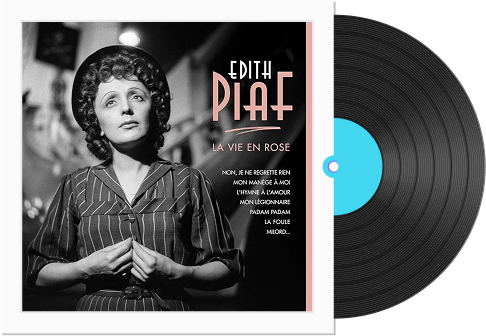 EDITH
PIAF
LA VIE EN ROSE
NON, JE NE REGRETTE RIEN
MON MANÈGE À MOI
L'HYMNE À L'AMOUR
MON LÉGIONNAIRE
PADAM PADAM
LA FOULE
MILORD...